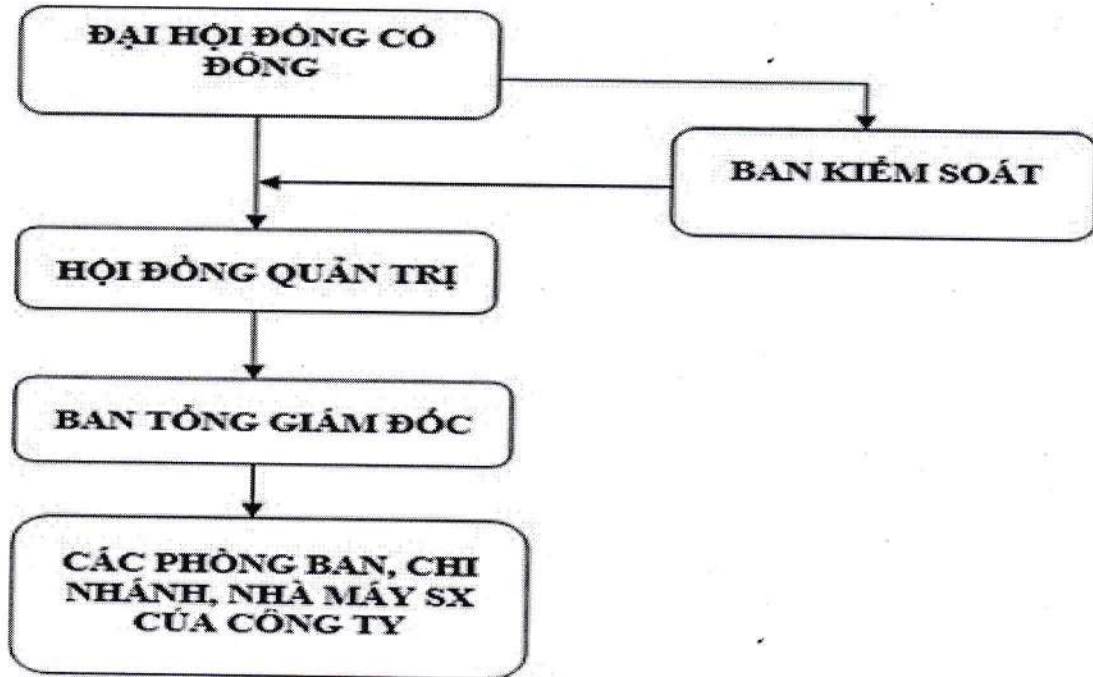 ĐẠI HỘI ĐỒNG CỔ
ĐÔNG
BAN KIỂM SOÁT
HỘI ĐỒNG QUẢN TRỊ
BAN TỔNG GIÁM ĐỐC
CÁC PHÒNG BAN, CHI
NHÁNH, NHÀ MÁY SX
CỦA CÔNG TY